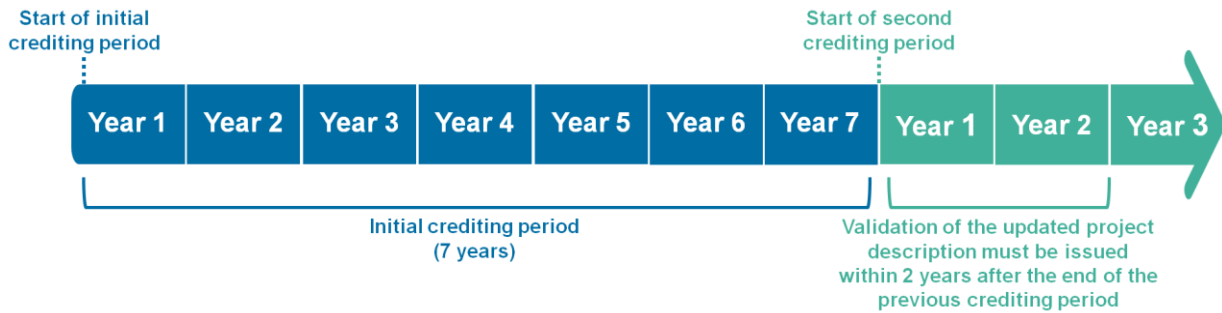 Start of initial
crediting period
Start of second
crediting period
Year 1
Year 2
Year 3
Year 4
Year 5
Year 6
Year 7
Year 1
Year 2
Year 3
Initial crediting period
(7 years)
Validation of the updated project
description must be issued
within 2 years after the end of the
previous crediting period